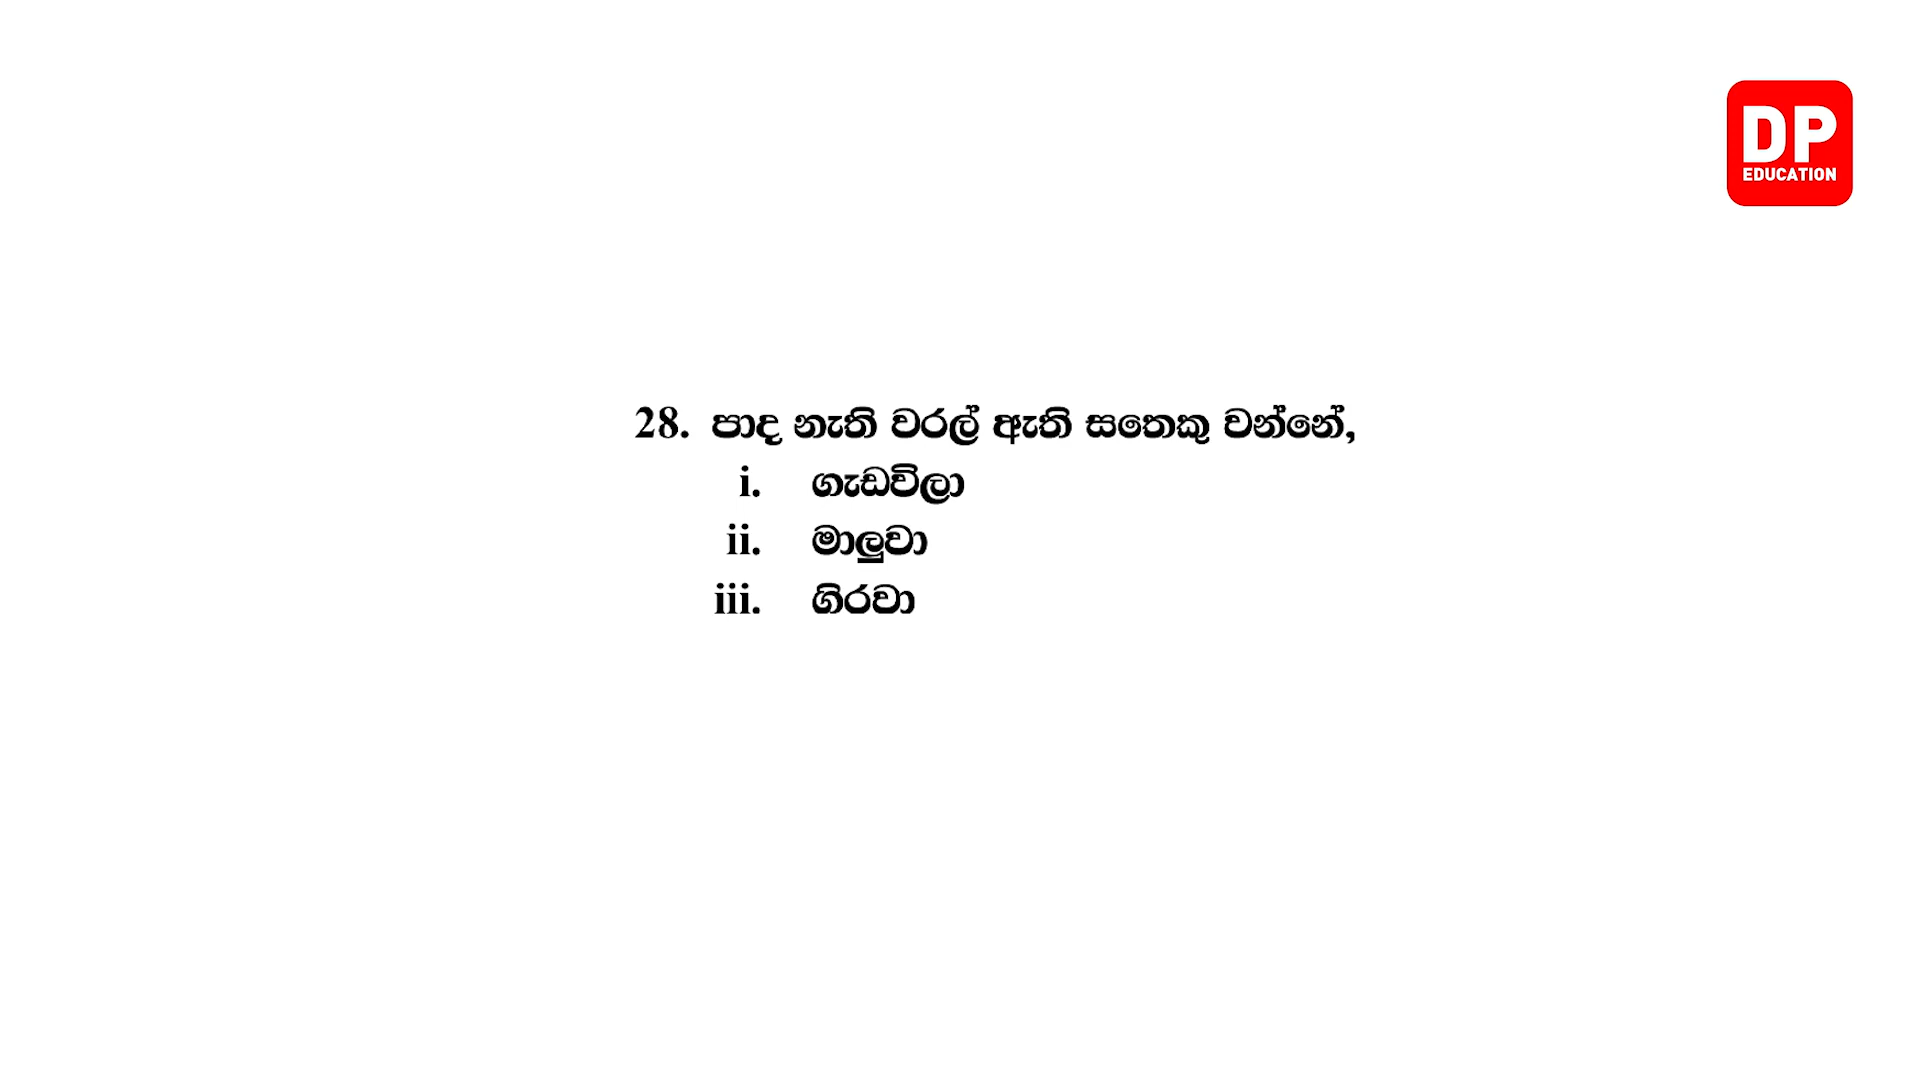 DP
EDUCATION
28. පාද නැති වරල් ඇති සතෙකු වන්නේ,
i. ගැඩවිලා
ii. මාලුවා
iii. ගිරවා